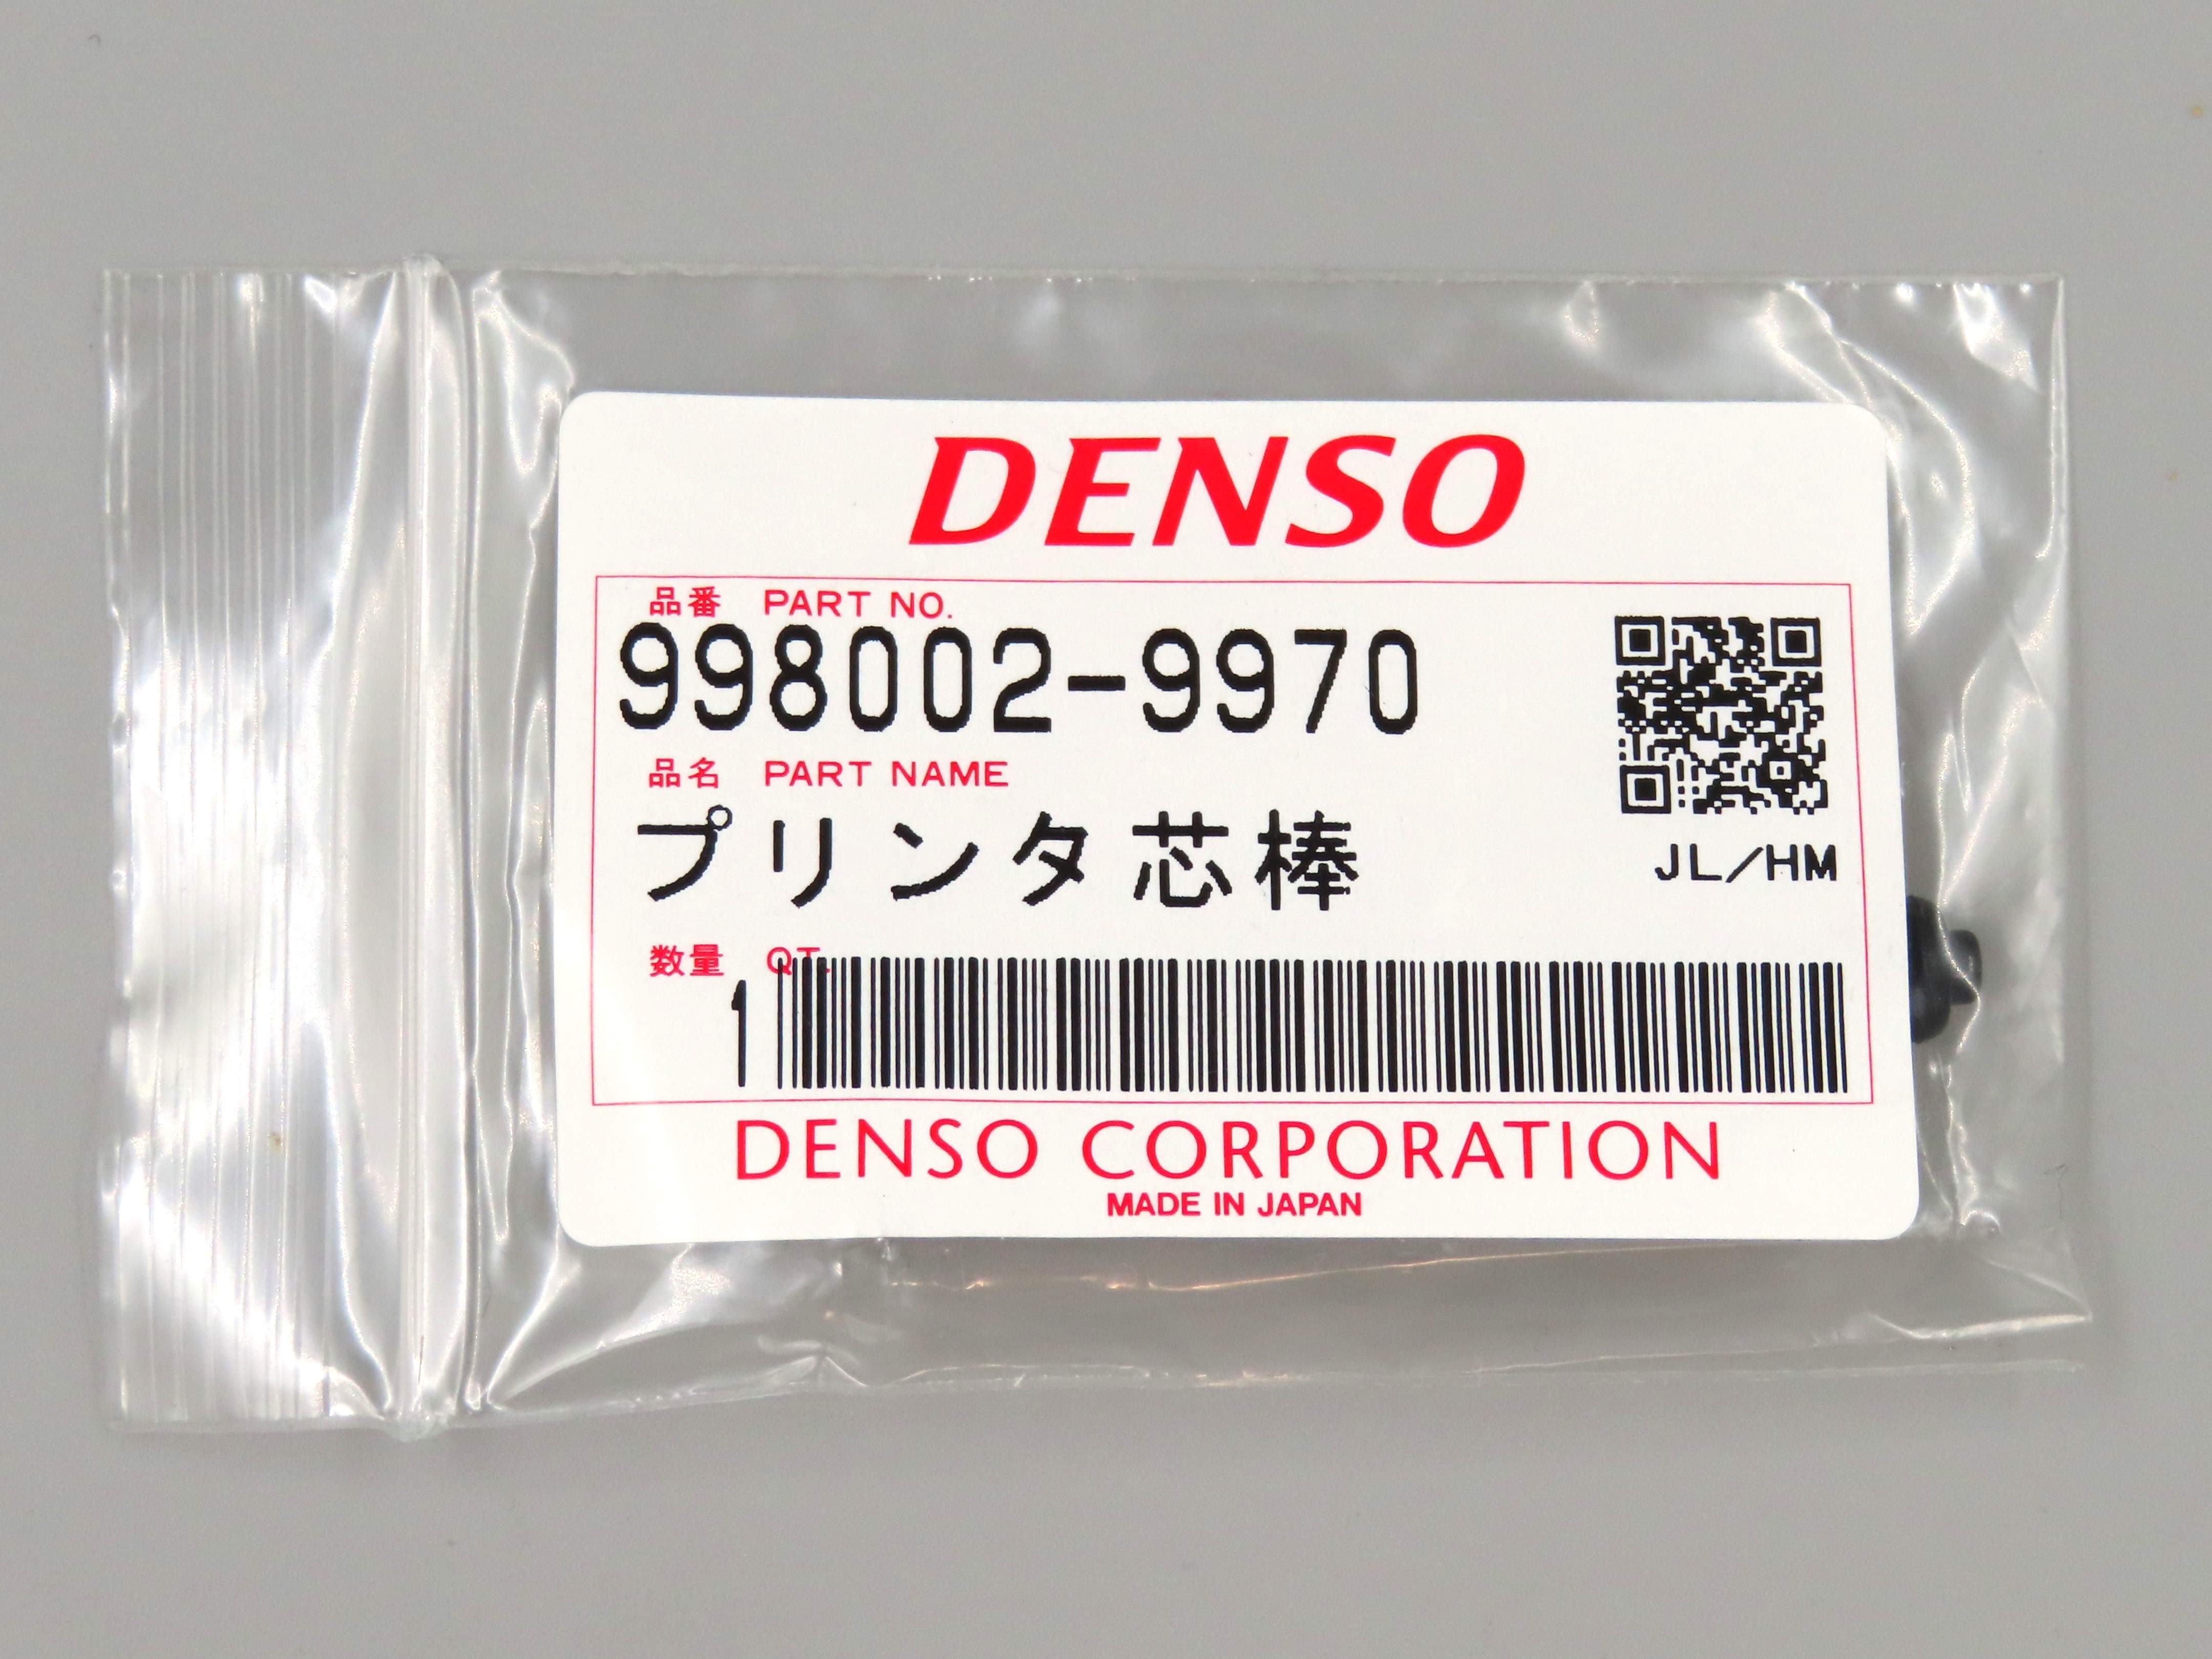 DENSO
品番 PART NO.
998002-9970
品名 PART NAME
プリンタ芯棒
JL/HM
数量 QT.
1
DENSO CORPORATION
MADE IN JAPAN